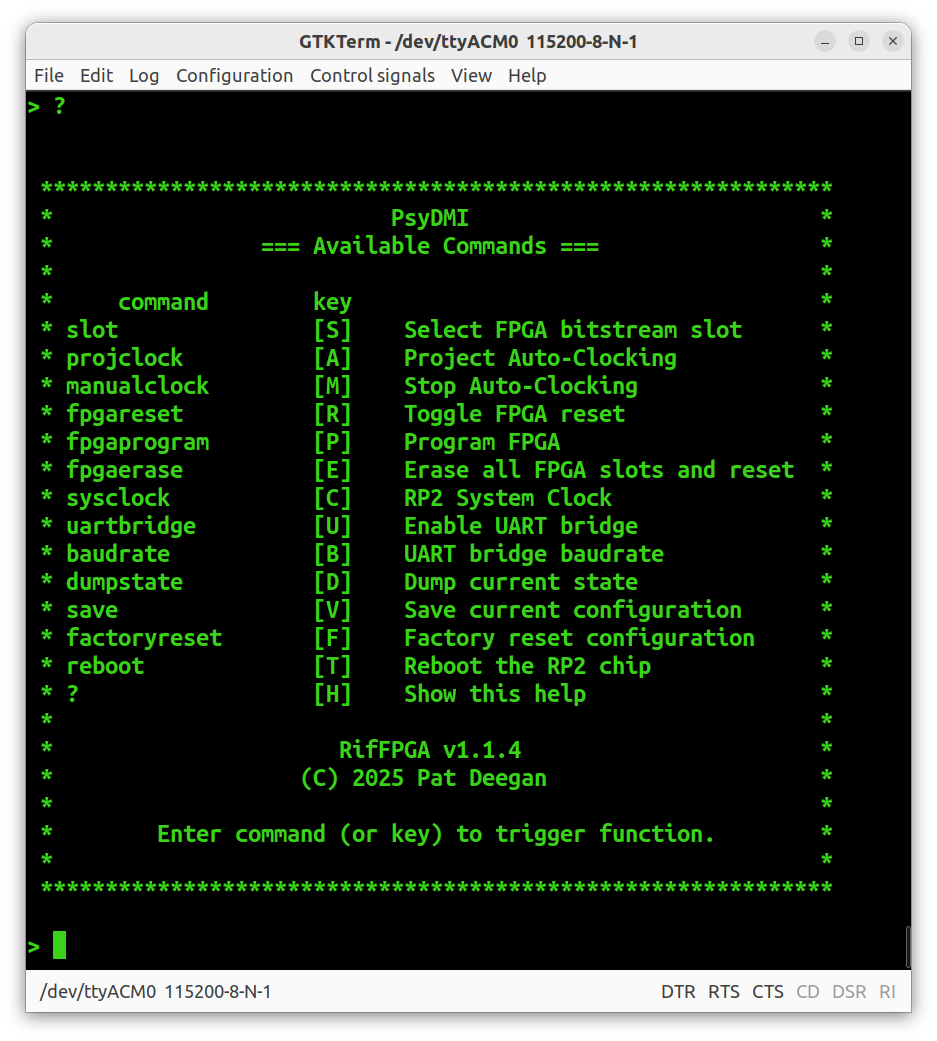 GTKTerm - /dev/ttyACM0 115200-8-N-1
File Edit Log Configuration Control signals View Help
> ?
*************************************************************
* PsyDMI *
* === Available Commands === *
* *
* command key *
* slot [S] Select FPGA bitstream slot *
* projclock [A] Project Auto-Clocking *
* manualclock [M] Stop Auto-Clocking *
* fpgareset [R] Toggle FPGA reset *
* fpgaprogram [P] Program FPGA *
* fpgaerase [E] Erase all FPGA slots and reset *
* sysclock [C] RP2 System Clock *
* uartbridge [U] Enable UART bridge *
* baudrate [B] UART bridge baudrate *
* dumpstate [D] Dump current state *
* save [V] Save current configuration *
* factoryreset [F] Factory reset configuration *
* reboot [T] Reboot the RP2 chip *
* ? [H] Show this help *
* *
* RifFPGA v1.1.4 *
* (C) 2025 Pat Deegan *
* *
* Enter command (or key) to trigger function. *
* *
*************************************************************
>
/dev/ttyACM0 115200-8-N-1 DTR RTS CTS CD DSR RI